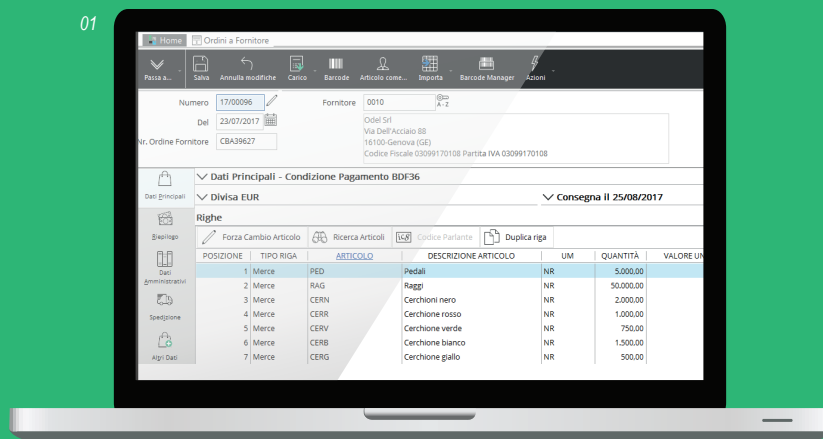 01
Home Ordini a Fornitore
Passa a... Salva Annulla modifiche Carico Barcode Articolo come... Importa Barcode Manager Azioni
Numero 17/00096 Fornitore 0010 A-Z
Del 23/07/2017 Odel Srl
Via Dell'Acciaio 88
Nr. Ordine Fornitore CBA39627 16100-Genova (GE)
Codice Fiscale 03099170108 Partita IVA 03099170108
Dati Principali Dati Principali - Condizione Pagamento BDF36
Divisa EUR Consegna il 25/08/2017
Riepilogo Righe
Forza Cambio Articolo Ricerca Articoli Codice Parlante Duplica riga
Dati Amministrativi POSIZIONE TIPO RIGA ARTICOLO DESCRIZIONE ARTICOLO UM QUANTITÀ VALORE UN
1 Merce PED Pedali NR 5.000,00
2 Merce RAG Raggi NR 50.000,00
3 Merce CERN Cerchioni nero NR 2.000,00
Spedizione 4 Merce CERR Cerchione rosso NR 1.000,00
5 Merce CERV Cerchione verde NR 750,00
6 Merce CERB Cerchione bianco NR 1.500,00
Altri Dati 7 Merce CERG Cerchione giallo NR 500,00